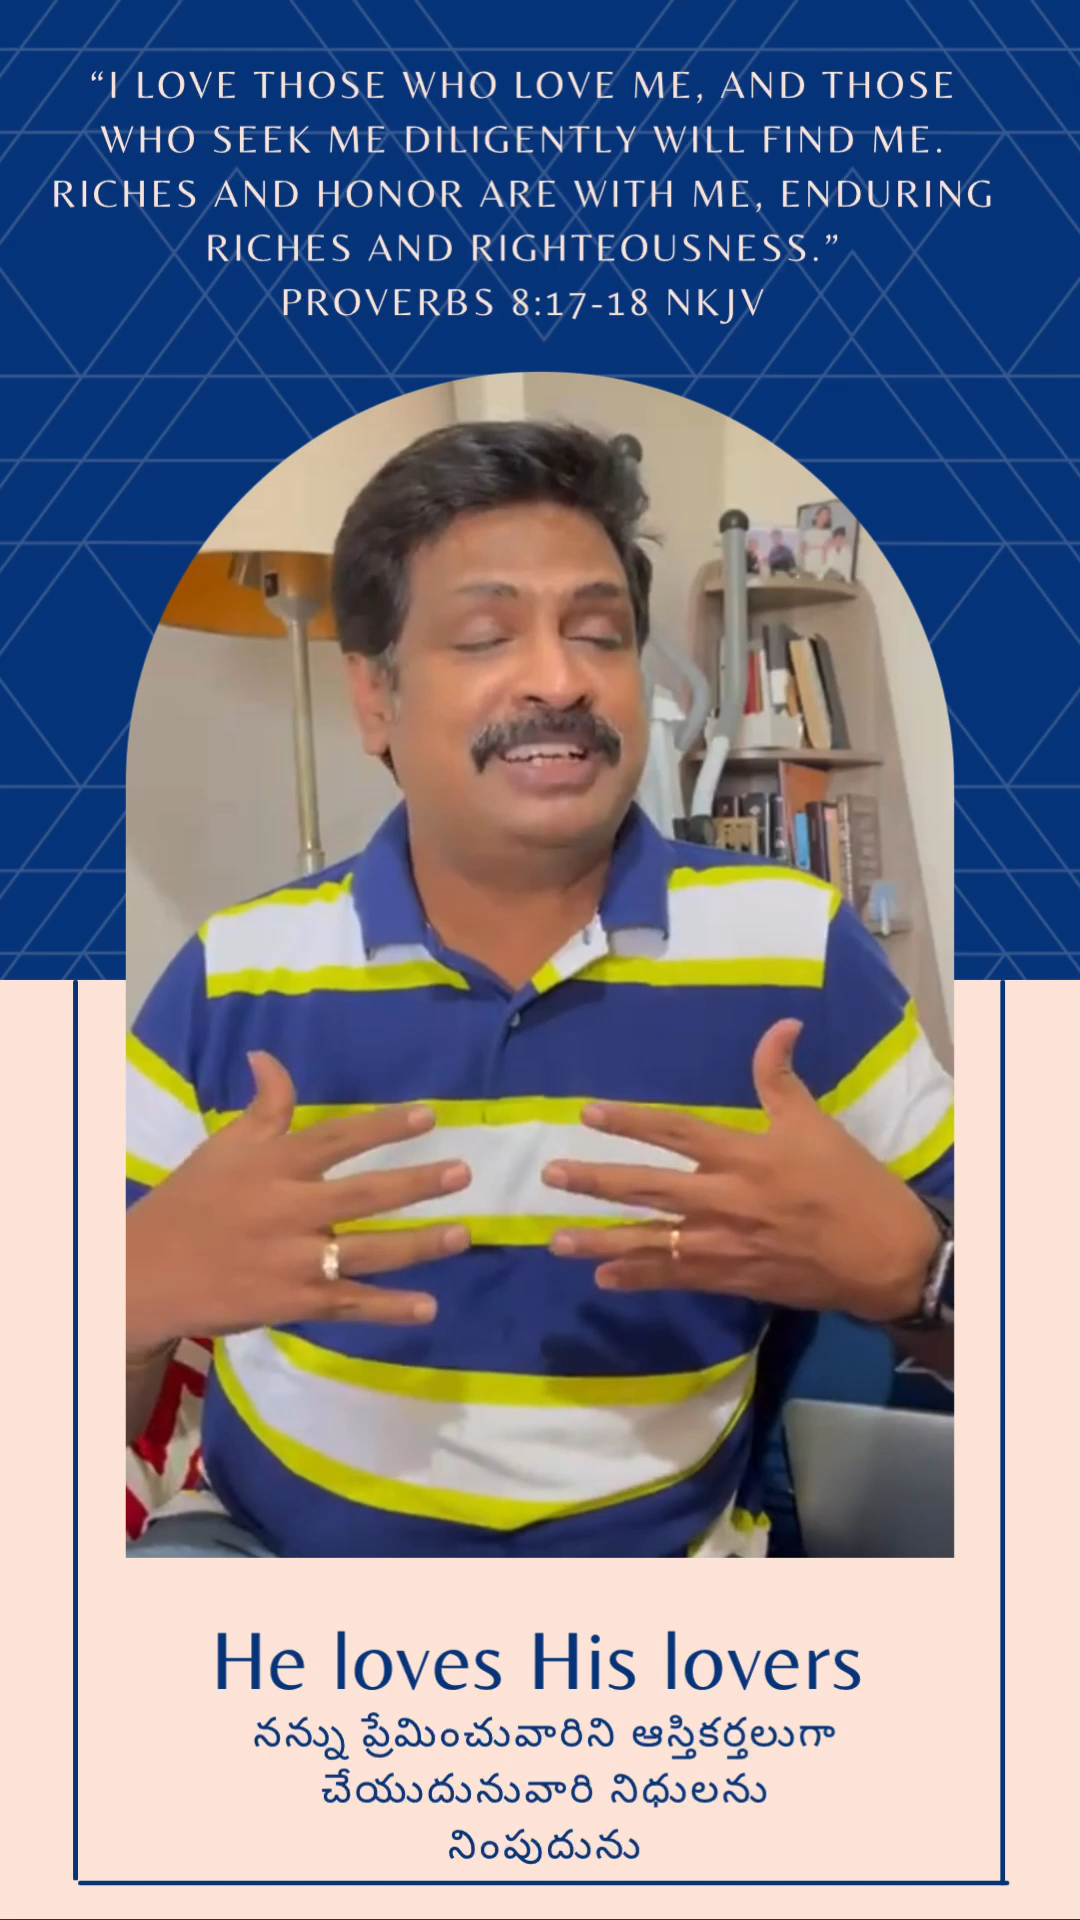 “I LOVE THOSE WHO LOVE ME, AND THOSE
WHO SEEK ME DILIGENTLY WILL FIND ME.
RICHES AND HONOR ARE WITH ME, ENDURING
RICHES AND RIGHTEOUSNESS.”
PROVERBS 8:17-18 NKJV
He loves His lovers
నన్ను ప్రేమించువారిని ఆస్తికర్తలుగా
చేయుదునువారి నిధులను
నింపుదును